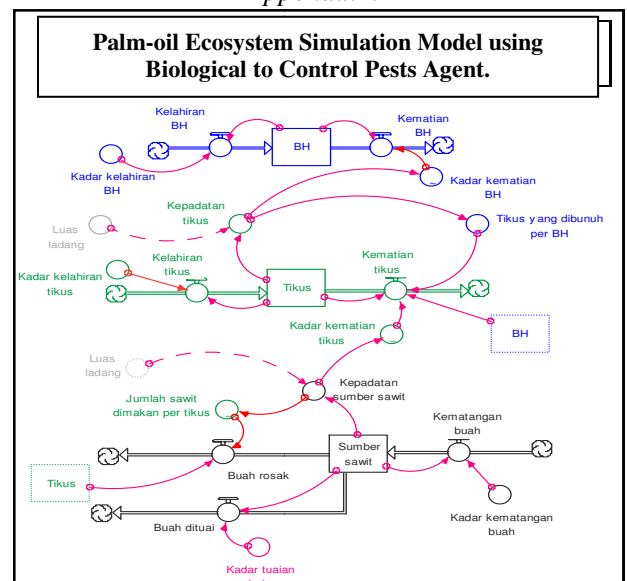 Palm-oil Ecosystem Simulation Model using
Biological to Control Pests Agent.
Kelahiran
BH
Kematian
BH
BH
Kadar kelahiran
BH
Kadar kematian
BH
Kepadatan
tikus
Tikus yang dibunuh
per BH
Luas
ladang
Kelahiran
tikus
Kematian
tikus
Kadar kelahiran
tikus
Tikus
Kadar kematian
tikus
BH
Luas
ladang
Kepadatan
sumber sawit
Jumlah sawit
dimakan per tikus
Kematangan
buah
Sumber
sawit
Tikus
Buah rosak
Kadar kematangan
buah
Buah dituai
Kadar tuaian